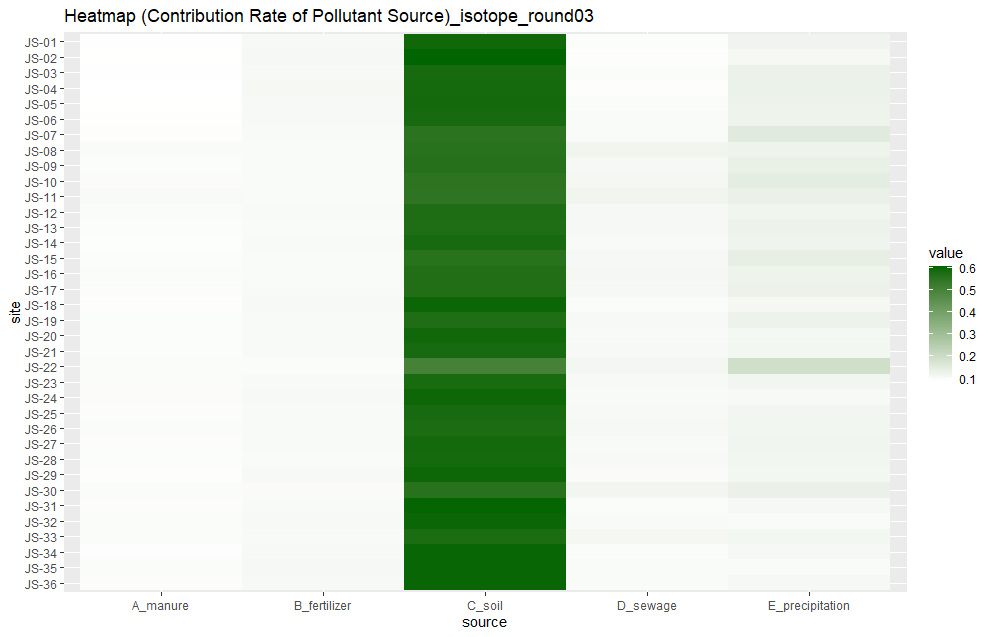 Heatmap (Contribution Rate of Pollutant Source)_isotope_round03
site
JS-01
JS-02
JS-03
JS-04
JS-05
JS-06
JS-07
JS-08
JS-09
JS-10
JS-11
JS-12
JS-13
JS-14
JS-15
JS-16
JS-17
JS-18
JS-19
JS-20
JS-21
JS-22
JS-23
JS-24
JS-25
JS-26
JS-27
JS-28
JS-29
JS-30
JS-31
JS-32
JS-33
JS-34
JS-35
JS-36
A_manure B_fertilizer C_soil D_sewage E_precipitation
source
value
0.6
0.5
0.4
0.3
0.2
0.1